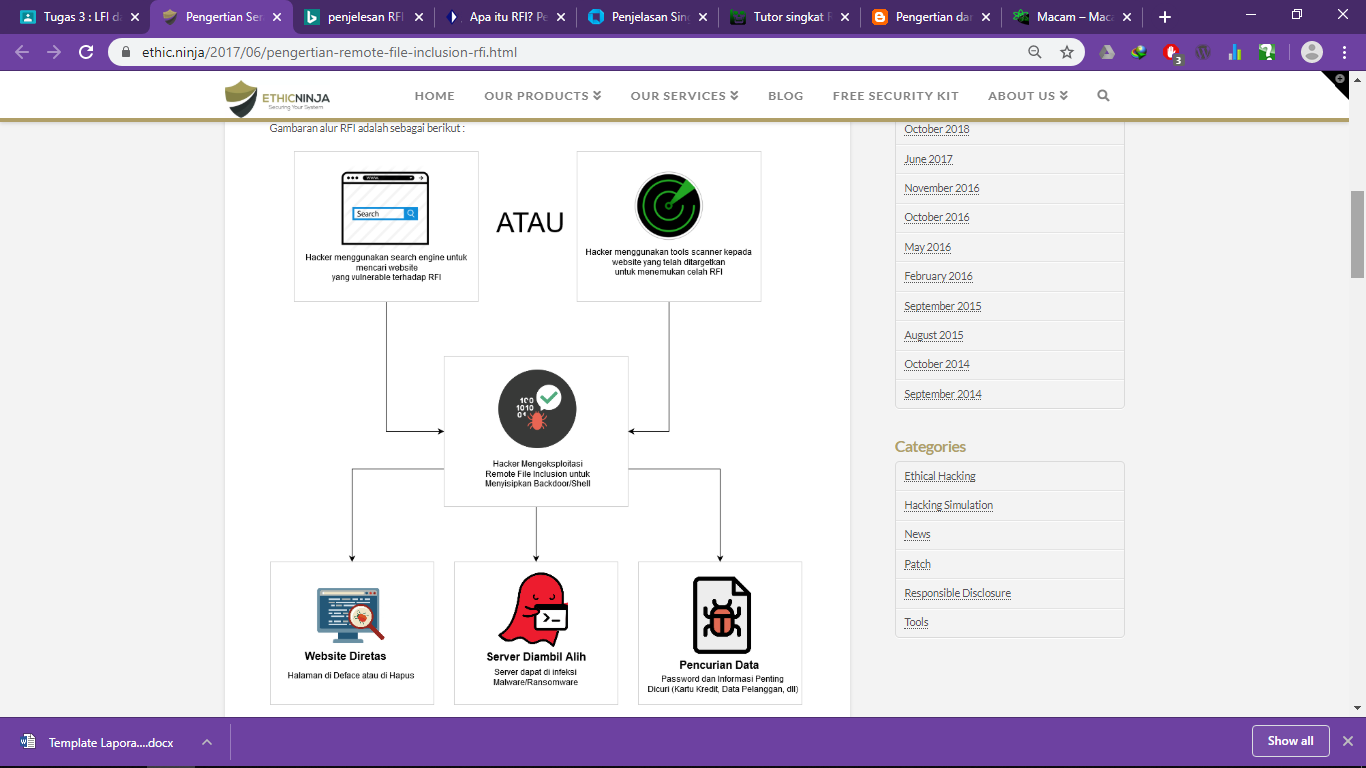 Tugas 3 : LFI d
Pengertian Ser
penjelesan RFI
Apa itu RFI? Pe
Penjelasan Sin
Tutor singkat
Pengertian dar
Macam – Maca
ethic.ninja/2017/06/pengertian-remote-file-inclusion-rfi.html
3
ETHICNINJA
Securing Your System
HOME
OUR PRODUCTS
OUR SERVICES
BLOG
FREE SECURITY KIT
ABOUT US
Gambaran alur RFI adalah sebagai berikut :
WWW.
Search
Hacker menggunakan search engine untuk
mencari website
yang vulnerable terhadap RFI
ATAU
Hacker menggunakan tools scanner kepada
website yang telah ditargetkan
untuk menemukan celah RFI
100
1010
01
Hacker Mengeksploitasi
Remote File Inclusion untuk
Menyisipkan Backdoor/Shell
Website Diretas
Halaman di Deface atau di Hapus
Server Diambil Alih
Server dapat di infeksi
Malware/Ransomware
Pencurian Data
Password dan Informasi Penting
Dicuri (Kartu Kredit, Data Pelanggan, dll)
October 2018
June 2017
November 2016
October 2016
May 2016
February 2016
September 2015
August 2015
October 2014
September 2014
Categories
Ethical Hacking
Hacking Simulation
News
Patch
Responsible Disclosure
Tools
Template Lapora....docx
Show all